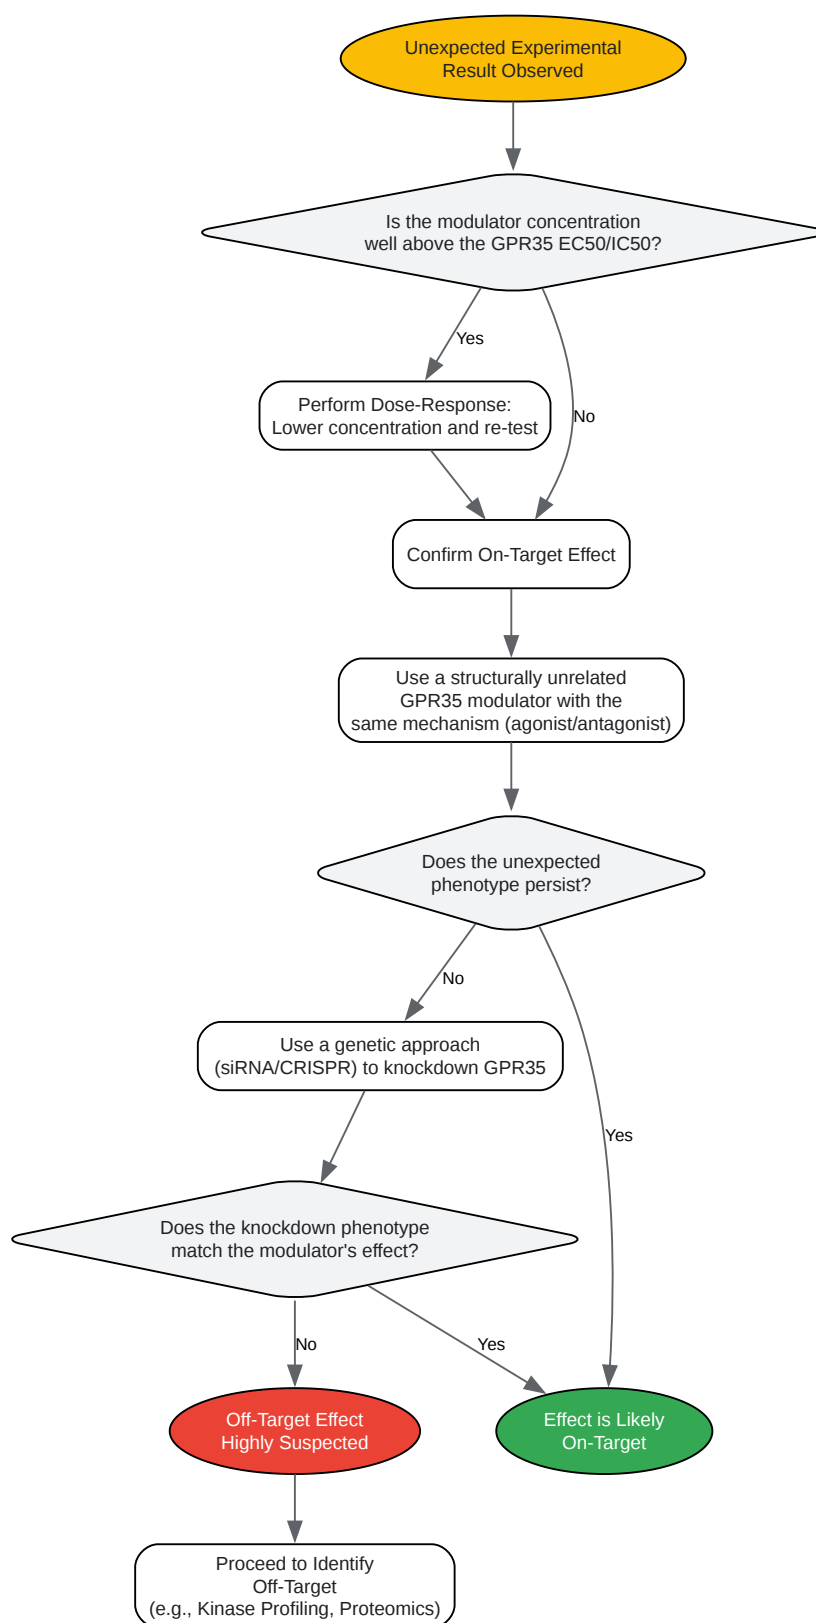 Unexpected Experimental
Result Observed
Is the modulator concentration
well above the GPR35 EC50/IC50?
Yes
Perform Dose-Response:
Lower concentration and re-test
No
Confirm On-Target Effect
Use a structurally unrelated
GPR35 modulator with the
same mechanism (agonist/antagonist)
Does the unexpected
phenotype persist?
No
Use a genetic approach
(siRNA/CRISPR) to knockdown GPR35
Yes
Does the knockdown phenotype
match the modulator's effect?
No
Yes
Off-Target Effect
Highly Suspected
Effect is Likely
On-Target
Proceed to Identify
Off-Target
(e.g., Kinase Profiling, Proteomics)